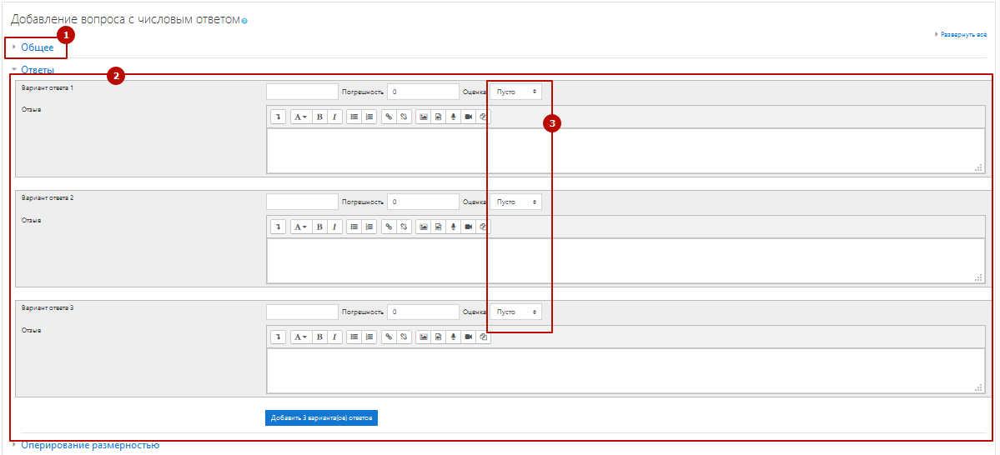 Добавление вопроса с числовым ответом
Развернуть всё
1
Общее
Ответы
2
Вариант ответа 1
Погрешность 0 Оценка Пусто
Отзыв
A B I
3
Вариант ответа 2
Погрешность 0 Оценка Пусто
Отзыв
A B I
Вариант ответа 3
Погрешность 0 Оценка Пусто
Отзыв
A B I
Добавить 3 варианта(ов) ответов
Оперирование размерностью